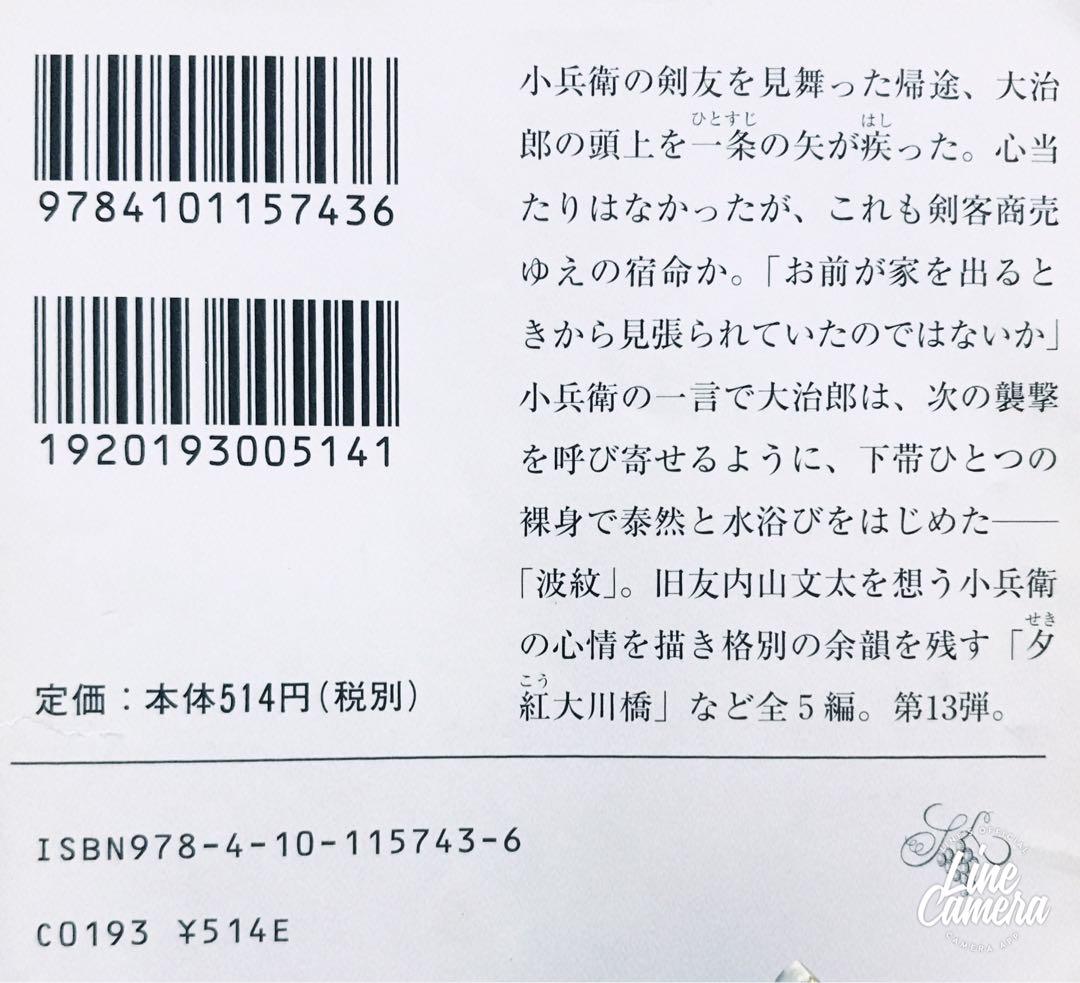 9784101157436
1920193005141
小兵衛の剣友を見舞った帰途、大治
ひとすじ はし
郎の頭上を一条の矢が疾った。心当
たりはなかったが、これも剣客商売
ゆえの宿命か。「お前が家を出ると
きから見張られていたのではないか」
小兵衛の一言で大治郎は、次の襲撃
を呼び寄せるように、下帯ひとつの
裸身で泰然と水浴びをはじめた――
「波紋」。旧友内山文太を想う小兵衛
せき
の心情を描き格別の余韻を残す「夕
こう
紅大川橋」など全5編。第13弾。
定価:本体514円(税別)
ISBN978-4-10-115743-6
C0193 ¥514E
LINE'S OFFICIAL
Line
Camera
CAMERA APP